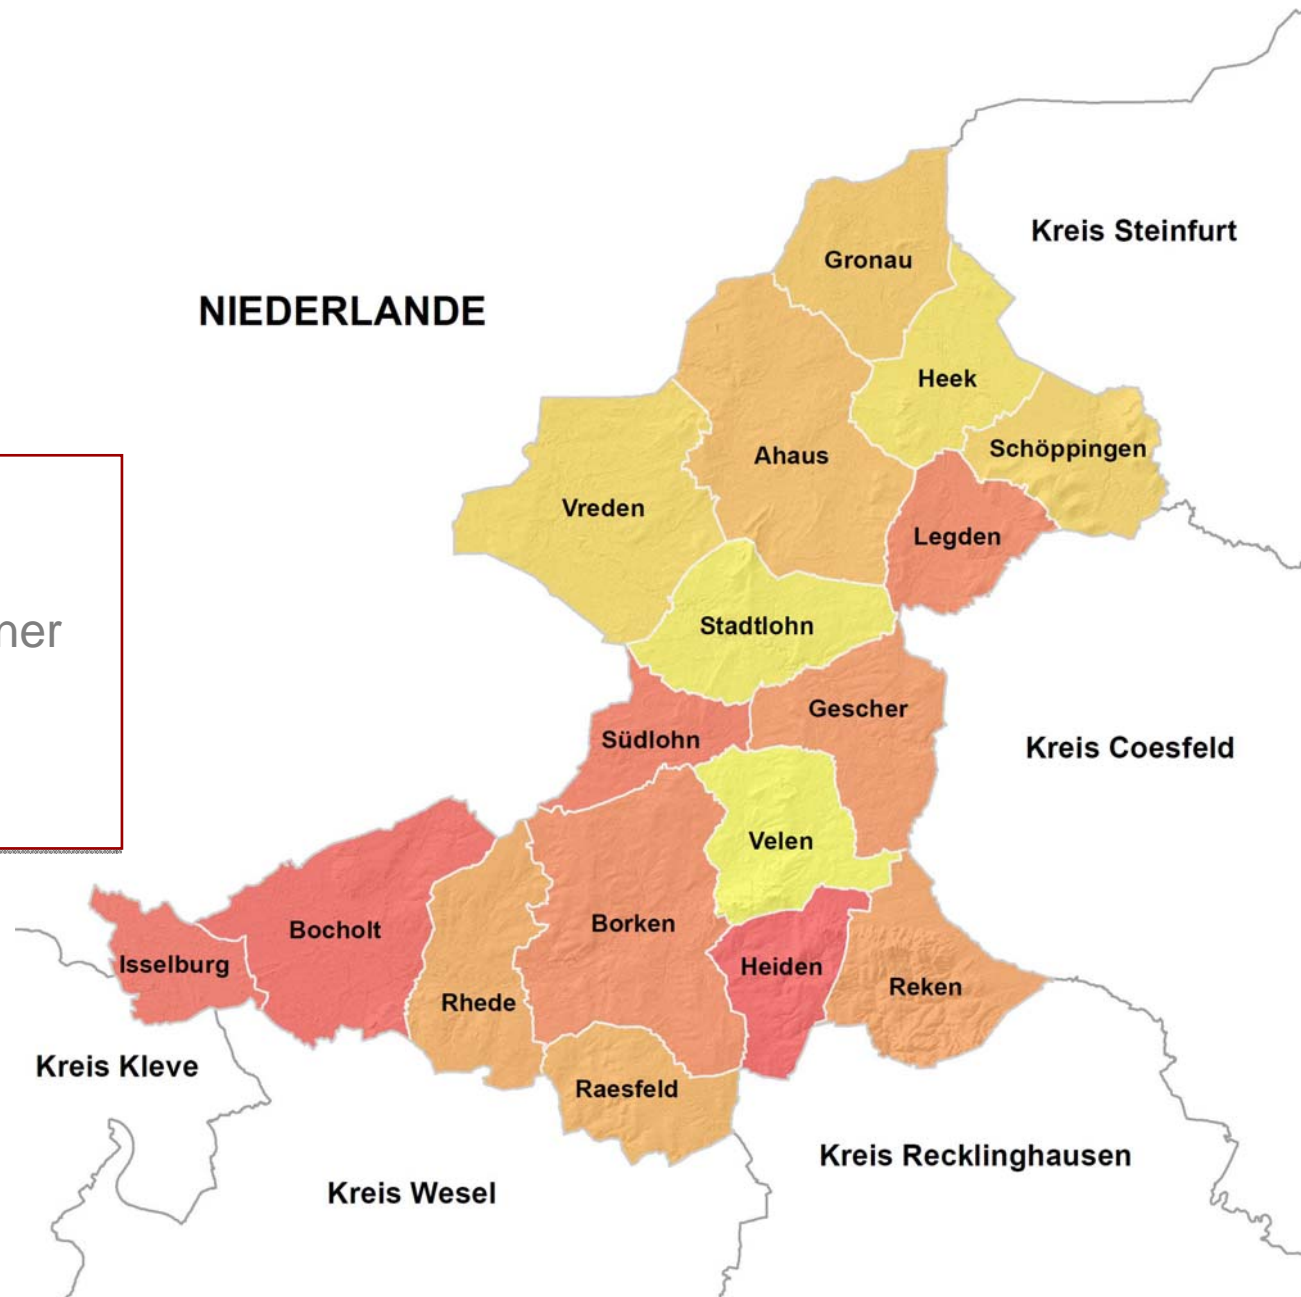 Kreis Steinfurt
Gronau
NIEDERLANDE
Heek
Schöppingen
Ahaus
Vreden
Legden
Stadtlohn
Gescher
Südlohn
Kreis Coesfeld
Velen
Borken
Bocholt
Isselburg
Heiden
Reken
Rhede
Kreis Kleve
Raesfeld
Kreis Recklinghausen
Kreis Wesel